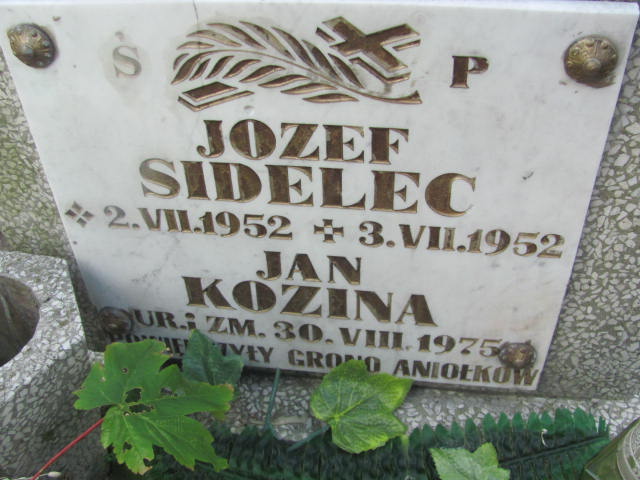 Ś P
JOZEF
SIDELEC
2.VII.1952 3.VII.1952
JAN
KOZINA
UR.i ZM. 30.VIII.1975
GRONO ANIOŁKÓW